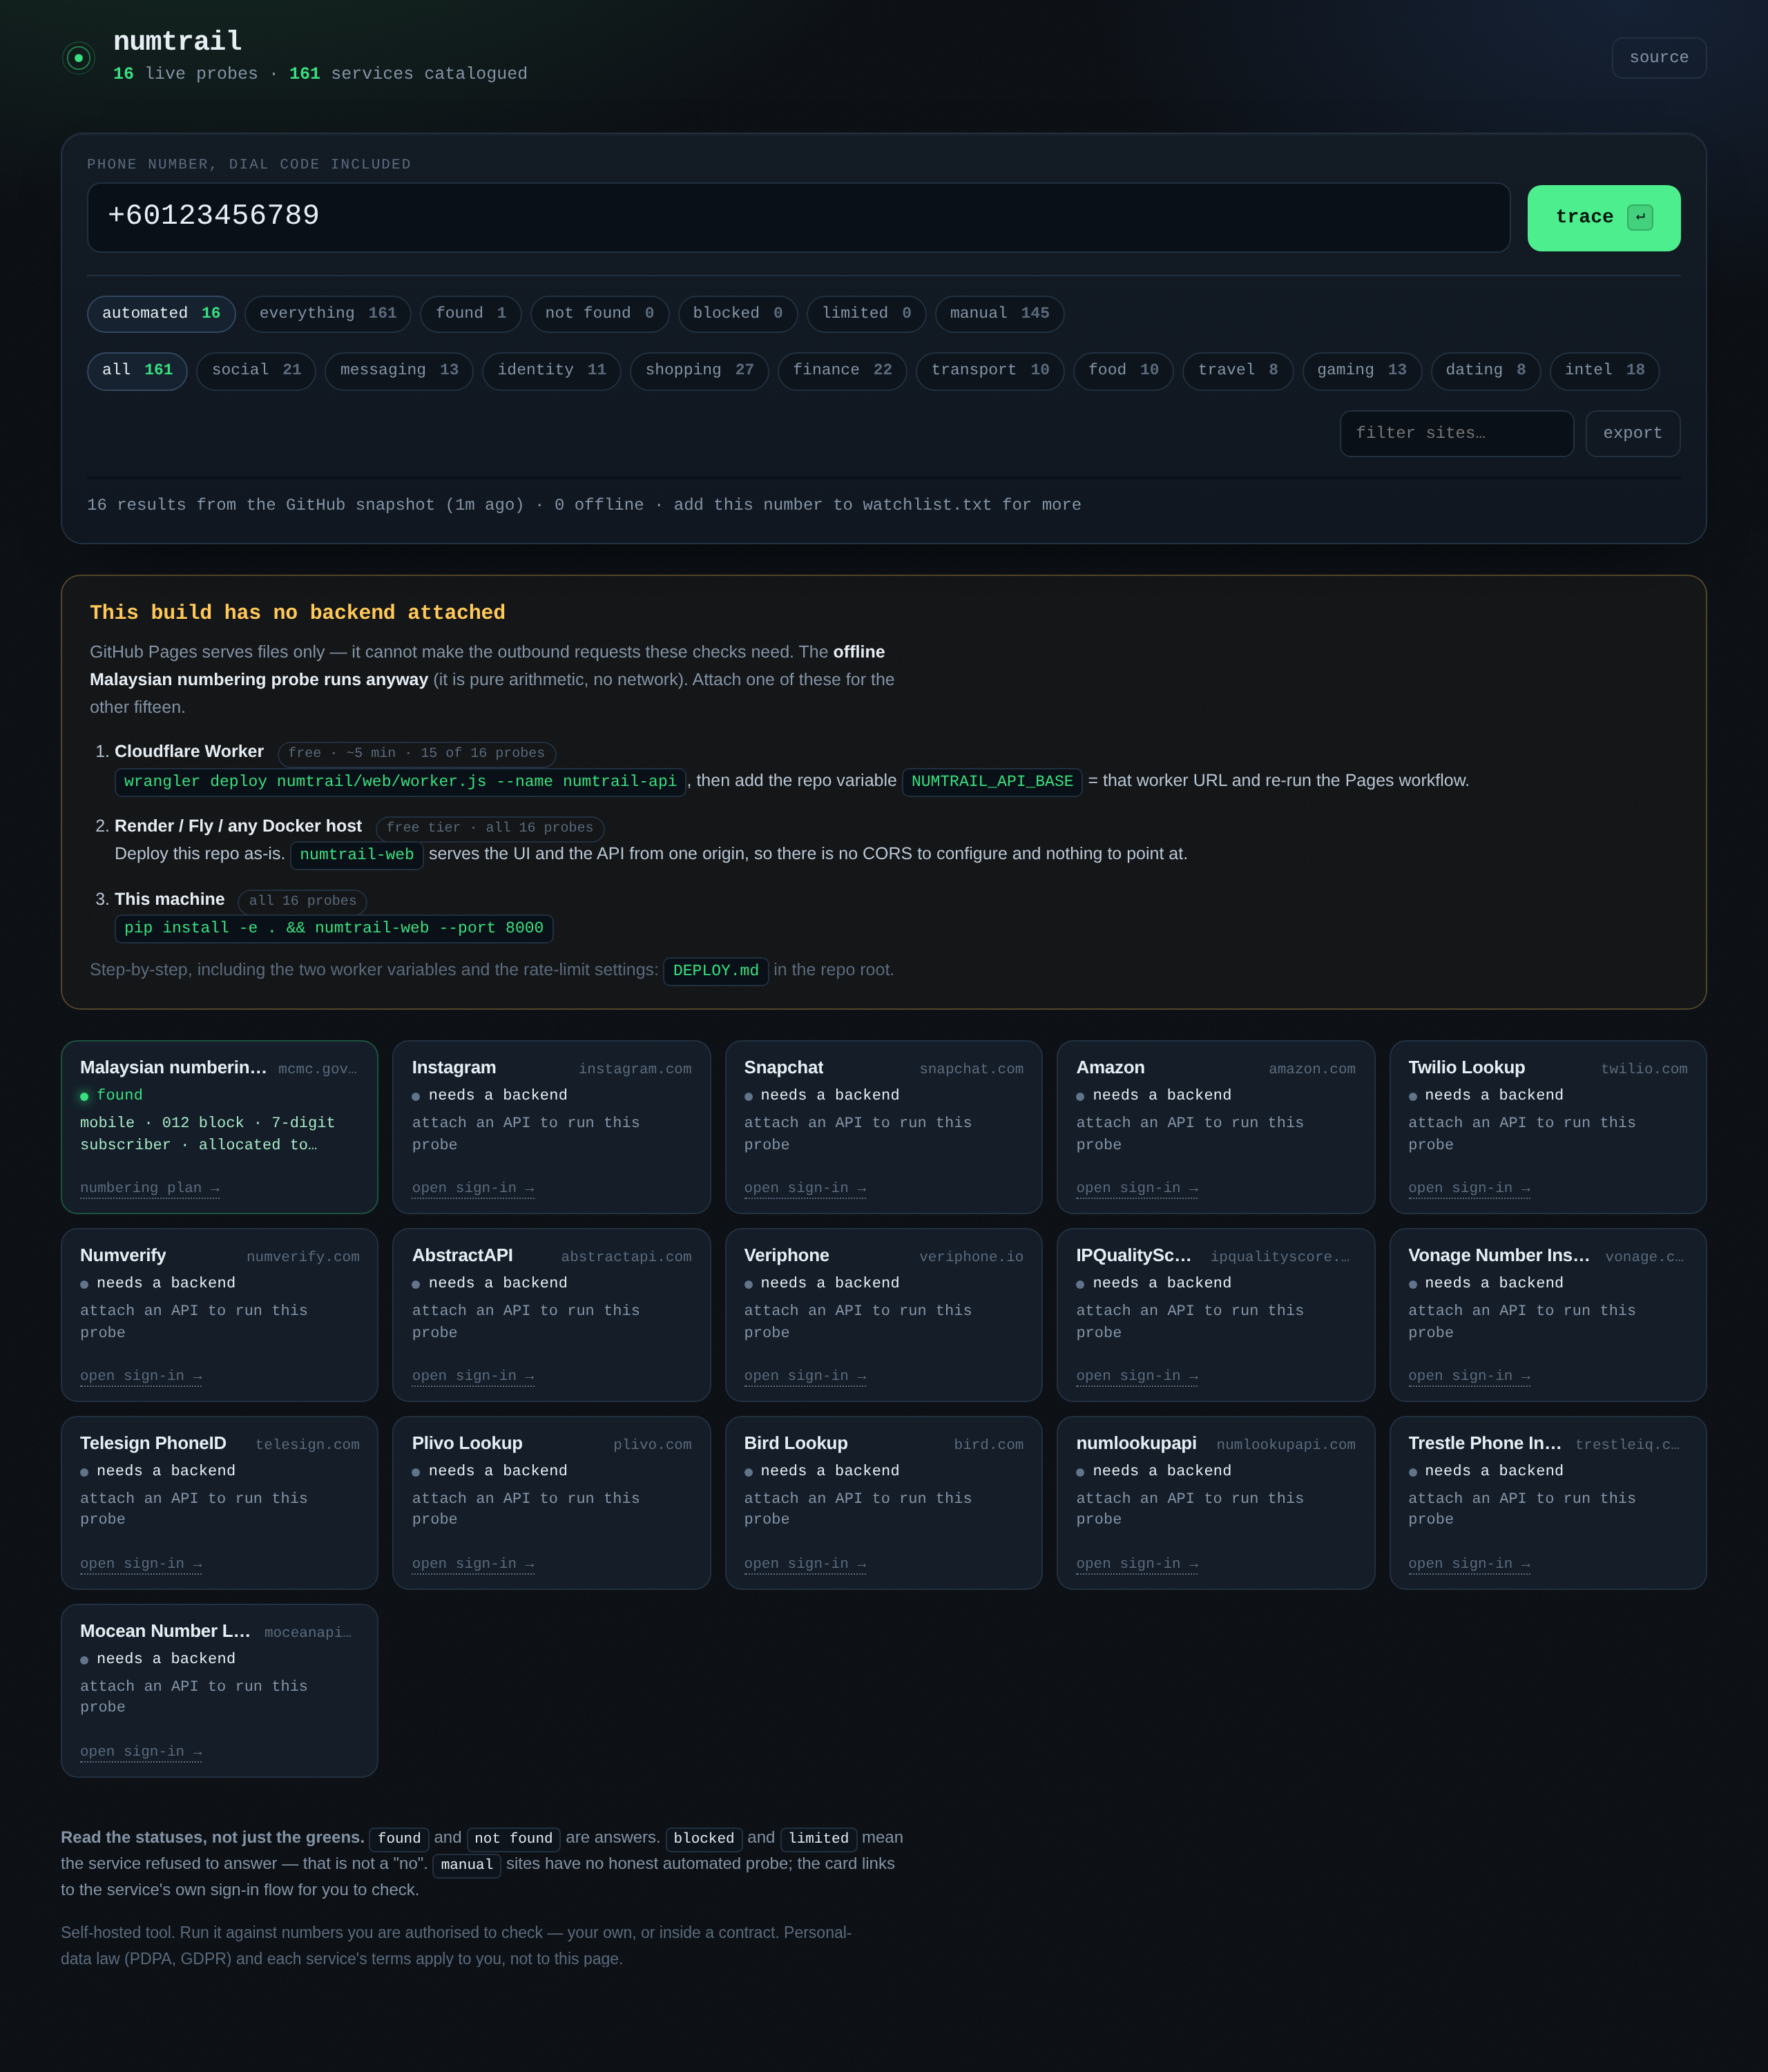 numtrail
16 live probes · 161 services catalogued
source
PHONE NUMBER, DIAL CODE INCLUDED
+60123456789
trace ↵
automated 16 everything 161 found 1 not found 0 blocked 0 limited 0 manual 145
all 161 social 21 messaging 13 identity 11 shopping 27 finance 22 transport 10 food 10 travel 8 gaming 13 dating 8 intel 18
filter sites… export
16 results from the GitHub snapshot (1m ago) · 0 offline · add this number to watchlist.txt for more
This build has no backend attached
GitHub Pages serves files only — it cannot make the outbound requests these checks need. The offline
Malaysian numbering probe runs anyway (it is pure arithmetic, no network). Attach one of these for the
other fifteen.
1. Cloudflare Worker free · ~5 min · 15 of 16 probes
wrangler deploy numtrail/web/worker.js --name numtrail-api, then add the repo variable NUMTRAIL_API_BASE = that worker URL and re-run the Pages workflow.
2. Render / Fly / any Docker host free tier · all 16 probes
Deploy this repo as-is. numtrail-web serves the UI and the API from one origin, so there is no CORS to configure and nothing to point at.
3. This machine all 16 probes
pip install -e . && numtrail-web --port 8000
Step-by-step, including the two worker variables and the rate-limit settings: DEPLOY.md in the repo root.
Malaysian numberin… mcmc.gov…
found
mobile · 012 block · 7-digit
subscriber · allocated to…
numbering plan →
Instagram instagram.com
needs a backend
attach an API to run this
probe
open sign-in →
Snapchat snapchat.com
needs a backend
attach an API to run this
probe
open sign-in →
Amazon amazon.com
needs a backend
attach an API to run this
probe
open sign-in →
Twilio Lookup twilio.com
needs a backend
attach an API to run this
probe
open sign-in →
Numverify numverify.com
needs a backend
attach an API to run this
probe
open sign-in →
AbstractAPI abstractapi.com
needs a backend
attach an API to run this
probe
open sign-in →
Veriphone veriphone.io
needs a backend
attach an API to run this
probe
open sign-in →
IPQualitySc… ipqualityscore.…
needs a backend
attach an API to run this
probe
open sign-in →
Vonage Number Ins… vonage.c…
needs a backend
attach an API to run this
probe
open sign-in →
Telesign PhoneID telesign.com
needs a backend
attach an API to run this
probe
open sign-in →
Plivo Lookup plivo.com
needs a backend
attach an API to run this
probe
open sign-in →
Bird Lookup bird.com
needs a backend
attach an API to run this
probe
open sign-in →
numlookupapi numlookupapi.com
needs a backend
attach an API to run this
probe
open sign-in →
Trestle Phone In… trestleiq.c…
needs a backend
attach an API to run this
probe
open sign-in →
Mocean Number L… moceanapi…
needs a backend
attach an API to run this
probe
open sign-in →
Read the statuses, not just the greens. found and not found are answers. blocked and limited mean
the service refused to answer — that is not a "no". manual sites have no honest automated probe; the card links
to the service's own sign-in flow for you to check.
Self-hosted tool. Run it against numbers you are authorised to check — your own, or inside a contract. Personal-
data law (PDPA, GDPR) and each service's terms apply to you, not to this page.